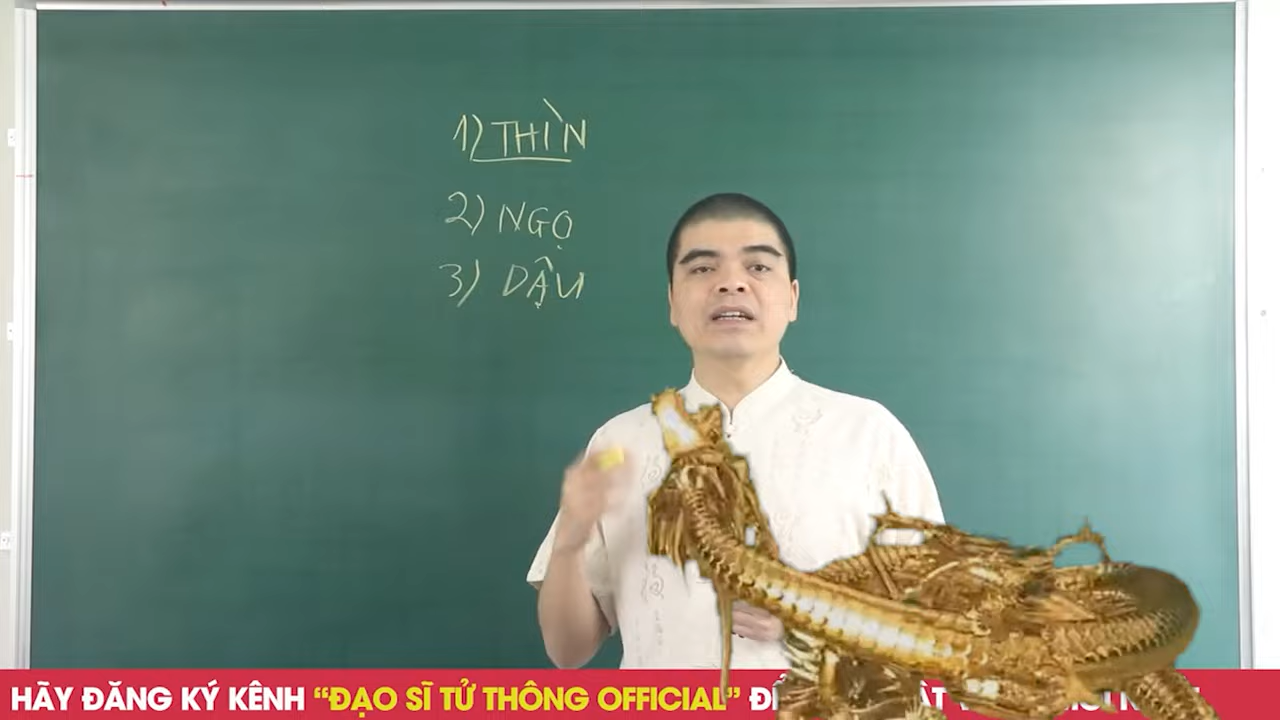 1) THÌN
2) NGỌ
3) DẬU
HÃY ĐĂNG KÝ KÊNH “ĐẠO SĨ TỬ THÔNG OFFICIAL”